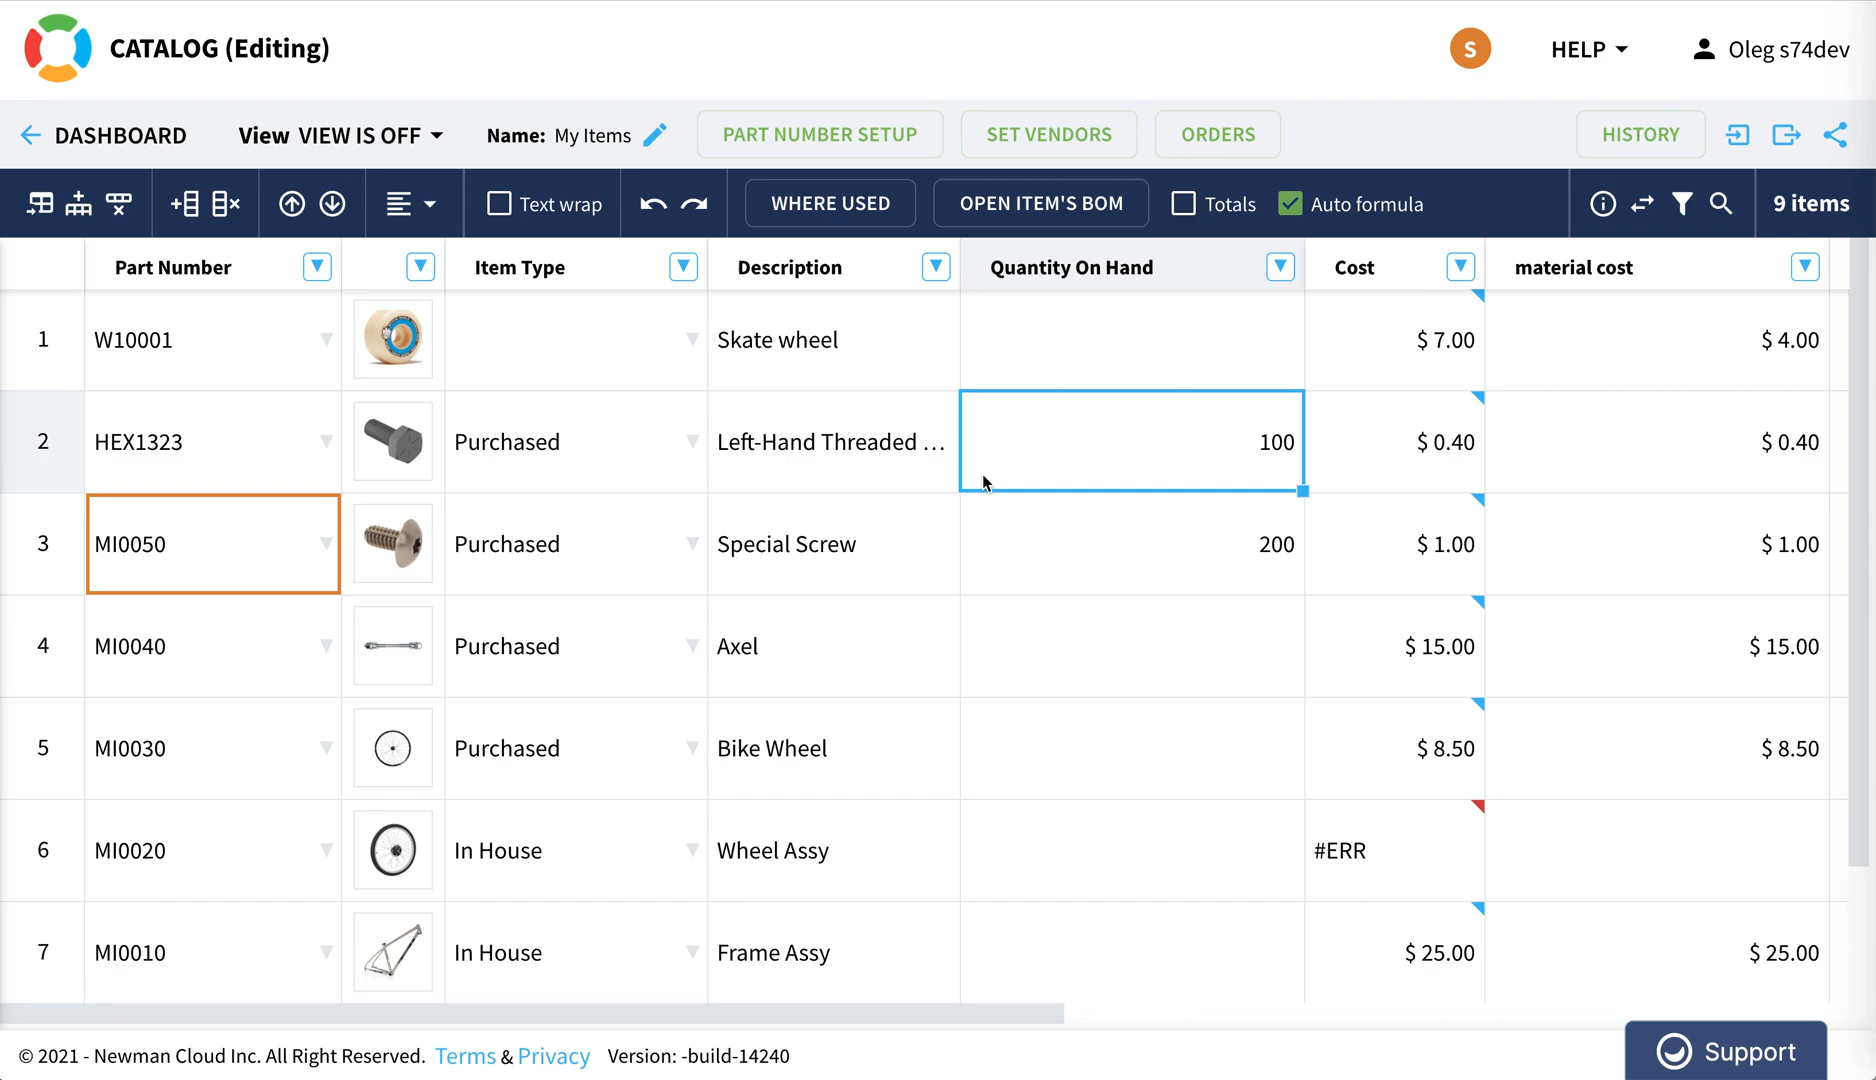 CATALOG (Editing)
S
HELP
Oleg s74dev
DASHBOARD
View VIEW IS OFF
Name: My Items
PART NUMBER SETUP
SET VENDORS
ORDERS
HISTORY
Text wrap
WHERE USED
OPEN ITEM'S BOM
Totals
Auto formula
9 items
Part Number
Item Type
Description
Quantity On Hand
Cost
material cost
1 W10001 Skate wheel $ 7.00 $ 4.00
2 HEX1323 Purchased Left-Hand Threaded ... 100 $ 0.40 $ 0.40
3 MI0050 Purchased Special Screw 200 $ 1.00 $ 1.00
4 MI0040 Purchased Axel $ 15.00 $ 15.00
5 MI0030 Purchased Bike Wheel $ 8.50 $ 8.50
6 MI0020 In House Wheel Assy #ERR
7 MI0010 In House Frame Assy $ 25.00 $ 25.00
© 2021 - Newman Cloud Inc. All Right Reserved. Terms & Privacy Version: -build-14240
Support